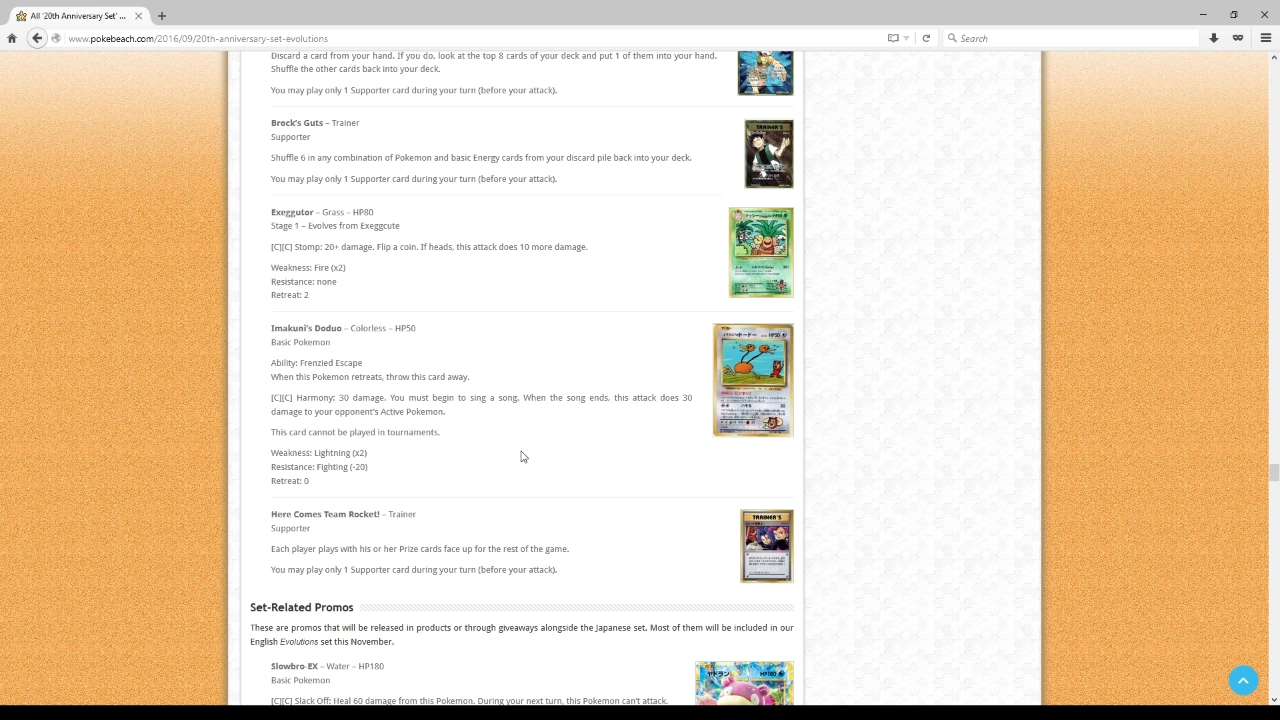 All '20th Anniversary' Set...
www.pokebeach.com/2016/09/20th-anniversary-set-evolutions
Search
Discard a card from your hand. If you do, look at the top 8 cards of your deck and put 1 of them into your hand.
Shuffle the other cards back into your deck.
You may play only 1 Supporter card during your turn (before your attack).
Brock's Guts – Trainer
Supporter
Shuffle 6 in any combination of Pokemon and basic Energy cards from your discard pile back into your deck.
You may play only 1 Supporter card during your turn (before your attack).
TRAINER'S
Exeggutor – Grass – HP80
Stage 1 – Evolves from Exeggcute
[C][C] Stomp: 20+ damage. Flip a coin. If heads, this attack does 10 more damage.
Weakness: Fire (x2)
Resistance: none
Retreat: 2
Imakuni's Doduo – Colorless – HP50
Basic Pokemon
Ability: Frenzied Escape
When this Pokemon retreats, throw this card away.
[C][C] Harmony: 30 damage. You must begin to sing a song. When the song ends, this attack does 30
damage to your opponent's Active Pokemon.
This card cannot be played in tournaments.
Weakness: Lightning (x2)
Resistance: Fighting (-20)
Retreat: 0
HP50
Here Comes Team Rocket! – Trainer
Supporter
Each player plays with his or her Prize cards face up for the rest of the game.
You may play only 1 Supporter card during your turn (before your attack).
TRAINER'S
Set-Related Promos
These are promos that will be released in products or through giveaways alongside the Japanese set. Most of them will be included in our
English Evolutions set this November.
Slowbro-EX – Water – HP180
Basic Pokemon
[C][C] Slack Off: Heal 60 damage from this Pokemon. During your next turn, this Pokemon can't attack.
ヤドラン HP180